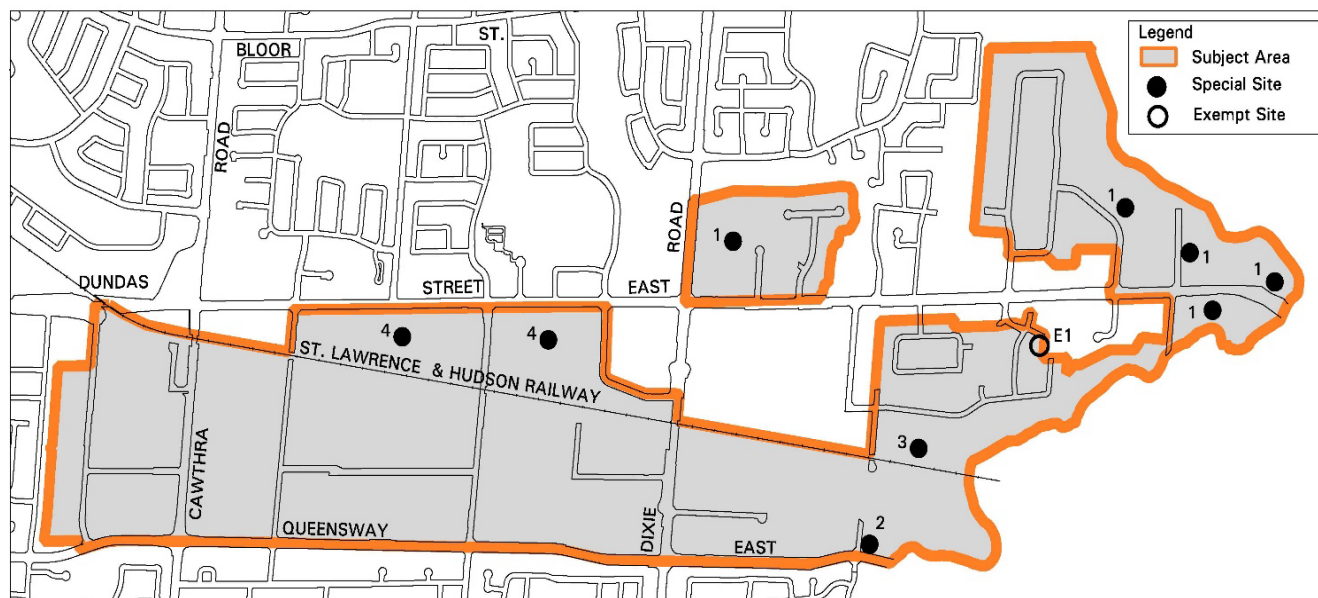 Legend
Subject Area
Special Site
Exempt Site
BLOOR
ST.
ROAD
ROAD
1
1
1
1
1
DUNDAS
STREET
EAST
4
4
E1
ST. LAWRENCE & HUDSON RAILWAY
3
CAWTHRA
QUEENSWAY
DIXIE
EAST
2